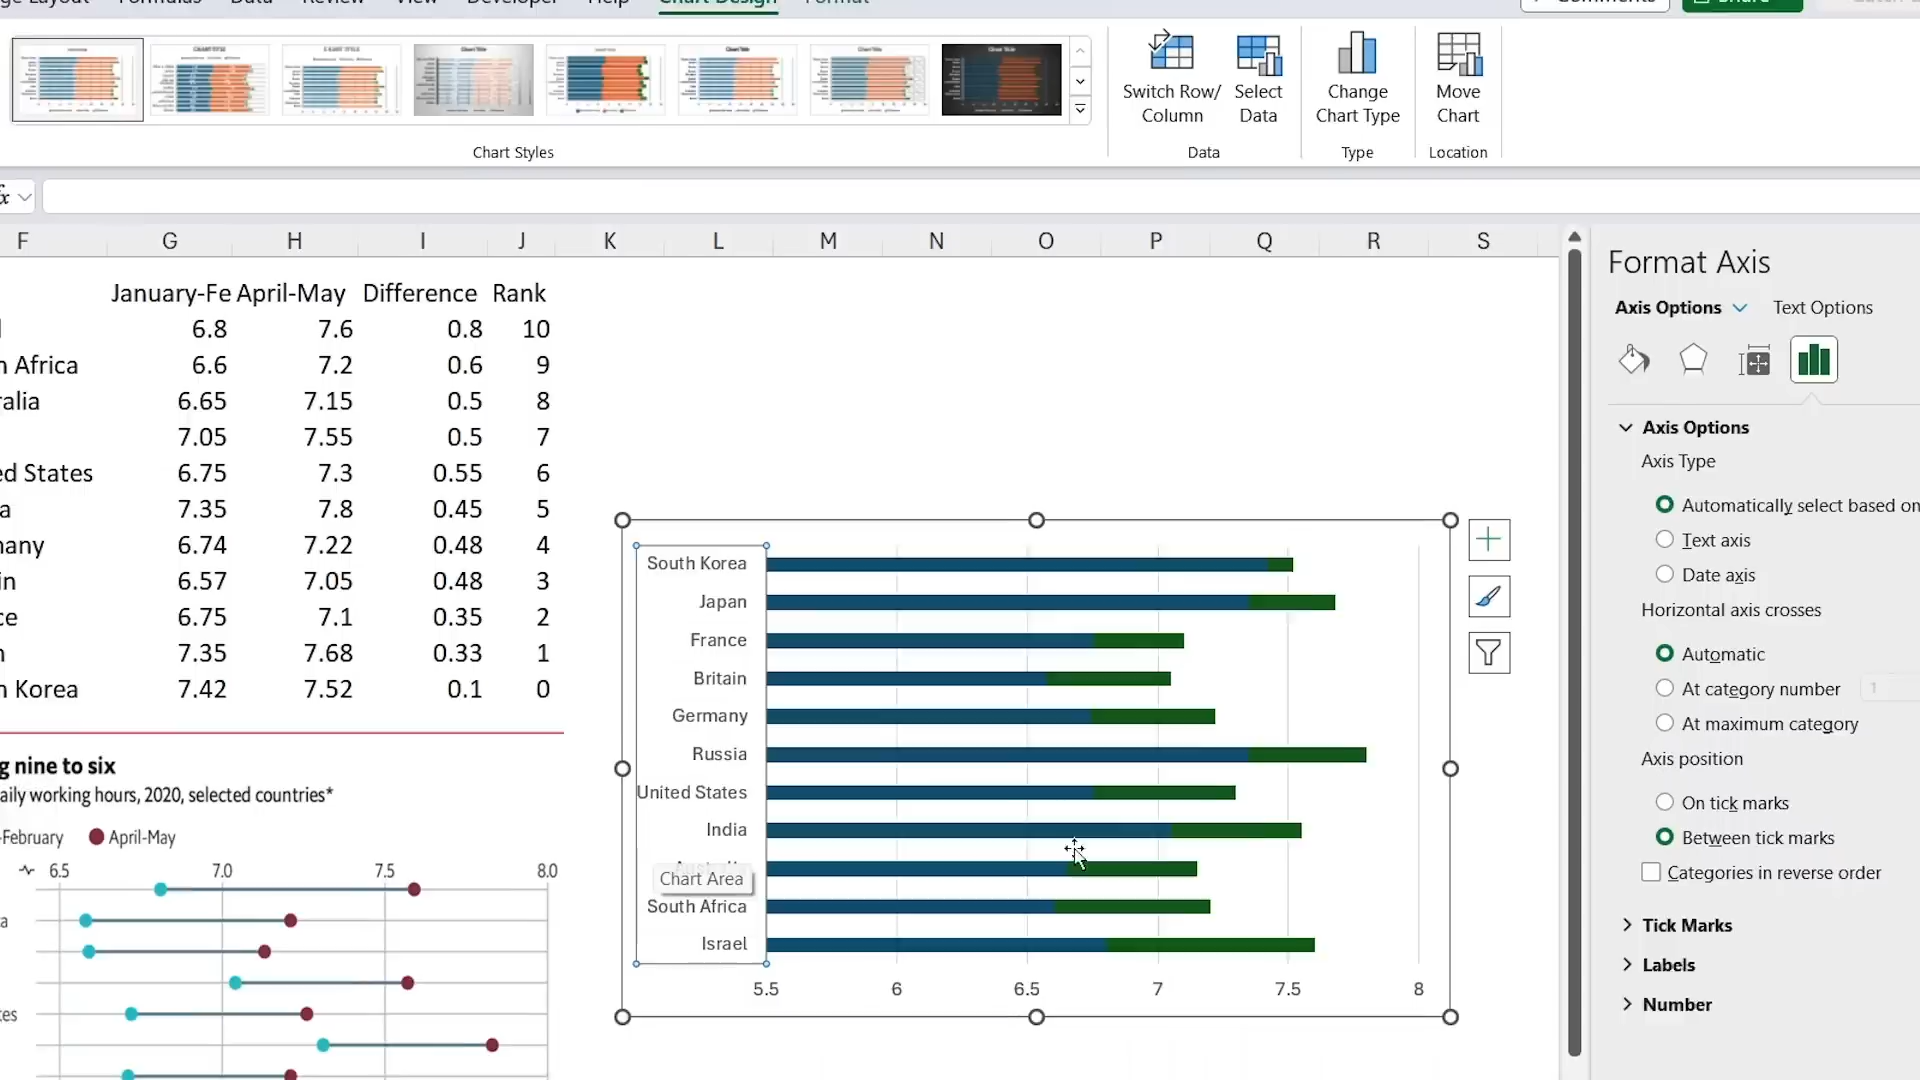 Chart Design
Chart Styles
Switch Row/
Column
Select
Data
Change
Chart Type
Move
Chart
Data
Type
Location
F G H I J K L M N O P Q R S
January-Fe April-May Difference Rank
6.8 7.6 0.8 10
Africa 6.6 7.2 0.6 9
6.65 7.15 0.5 8
7.05 7.55 0.5 7
States 6.75 7.3 0.55 6
7.35 7.8 0.45 5
6.74 7.22 0.48 4
6.57 7.05 0.48 3
6.75 7.1 0.35 2
7.35 7.68 0.33 1
Korea 7.42 7.52 0.1 0
nine to six
working hours, 2020, selected countries*
February April-May
6.5 7.0 7.5 8.0
South Korea
Japan
France
Britain
Germany
Russia
United States
India
Chart Area
South Africa
Israel
5.5 6 6.5 7 7.5 8
Format Axis
Axis Options Text Options
Axis Options
Axis Type
Automatically select based on
Text axis
Date axis
Horizontal axis crosses
Automatic
At category number 1
At maximum category
Axis position
On tick marks
Between tick marks
Categories in reverse order
Tick Marks
Labels
Number